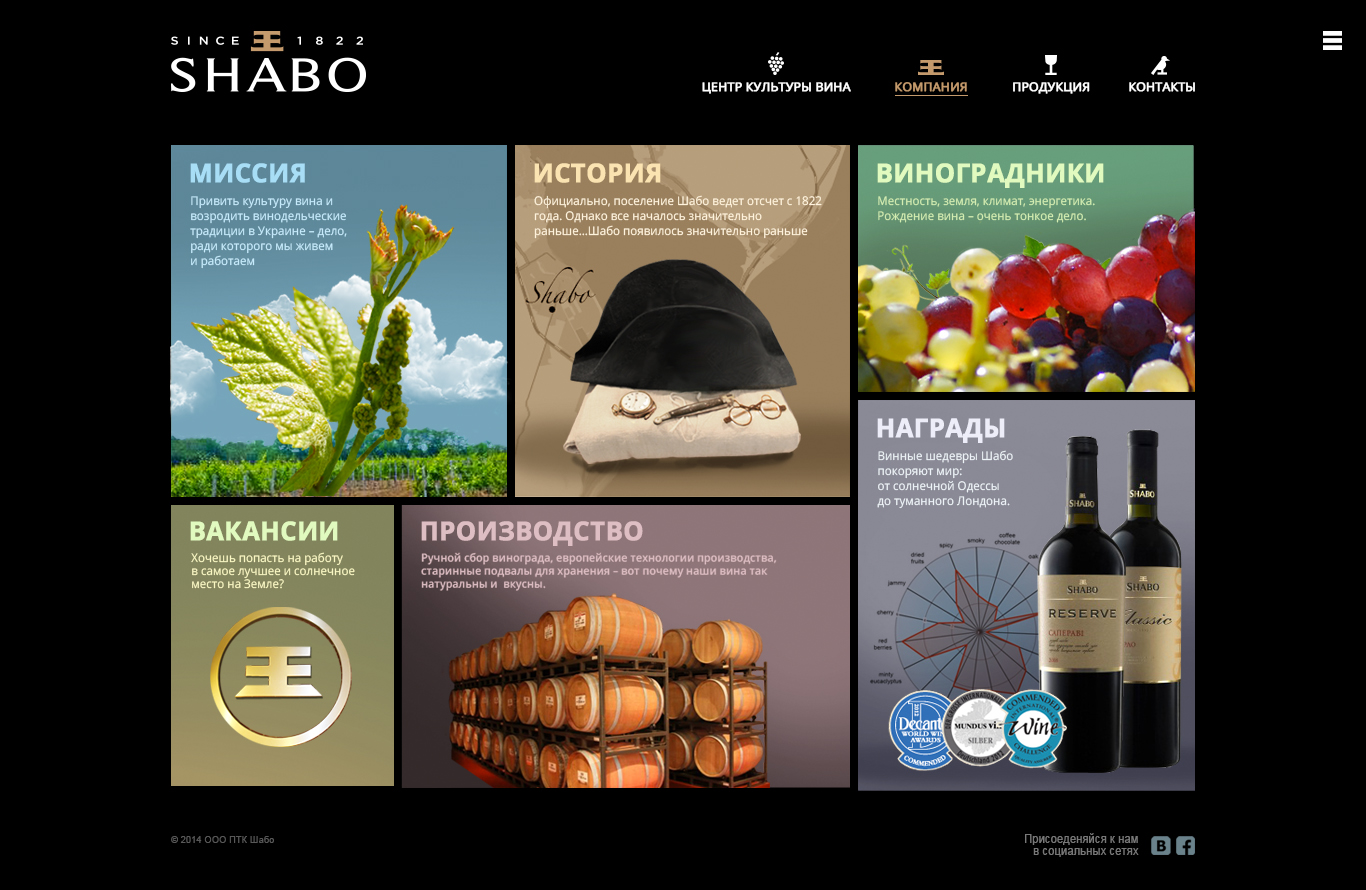 SINCE 1822
SHABO
ЦЕНТР КУЛЬТУРЫ ВИНА
КОМПАНИЯ
ПРОДУКЦИЯ
КОНТАКТЫ
МИССИЯ
Привить культуру вина и
возродить винодельческие
традиции в Украине – дело,
ради которого мы живем
и работаем
ИСТОРИЯ
Официально, поселение Шабо ведет отсчет с 1822
года. Однако все началось значительно
раньше...Шабо появилось значительно раньше
Shabo
ВИНОГРАДНИКИ
Местность, земля, климат, энергетика.
Рождение вина – очень тонкое дело.
НАГРАДЫ
Винные шедевры Шабо
покоряют мир:
от солнечной Одессы
до туманного Лондона.
coffee
chocolate
smoky
spicy
oak
dried
fruits
jammy
cherry
red
berries
minty
eucalyptus
SHABO
RESERVE
САПЕРАВИ
SHABO
SHABO
SHABO
Classic
Decanter
WORLD WINE
AWARDS
COMMENDED
MUNDUS vi..
SILBER
COMMENDED
INTERNATIONAL
Wine
CHALLENGE
ВАКАНСИИ
Хочешь попасть на работу
в самое лучшее и солнечное
место на Земле?
ПРОИЗВОДСТВО
Ручной сбор винограда, европейские технологии производства,
старинные подвалы для хранения – вот почему наши вина так
натуральны и вкусны.
© 2014 ООО ПТК Шабо
Присоеденяйся к нам
в социальных сетях